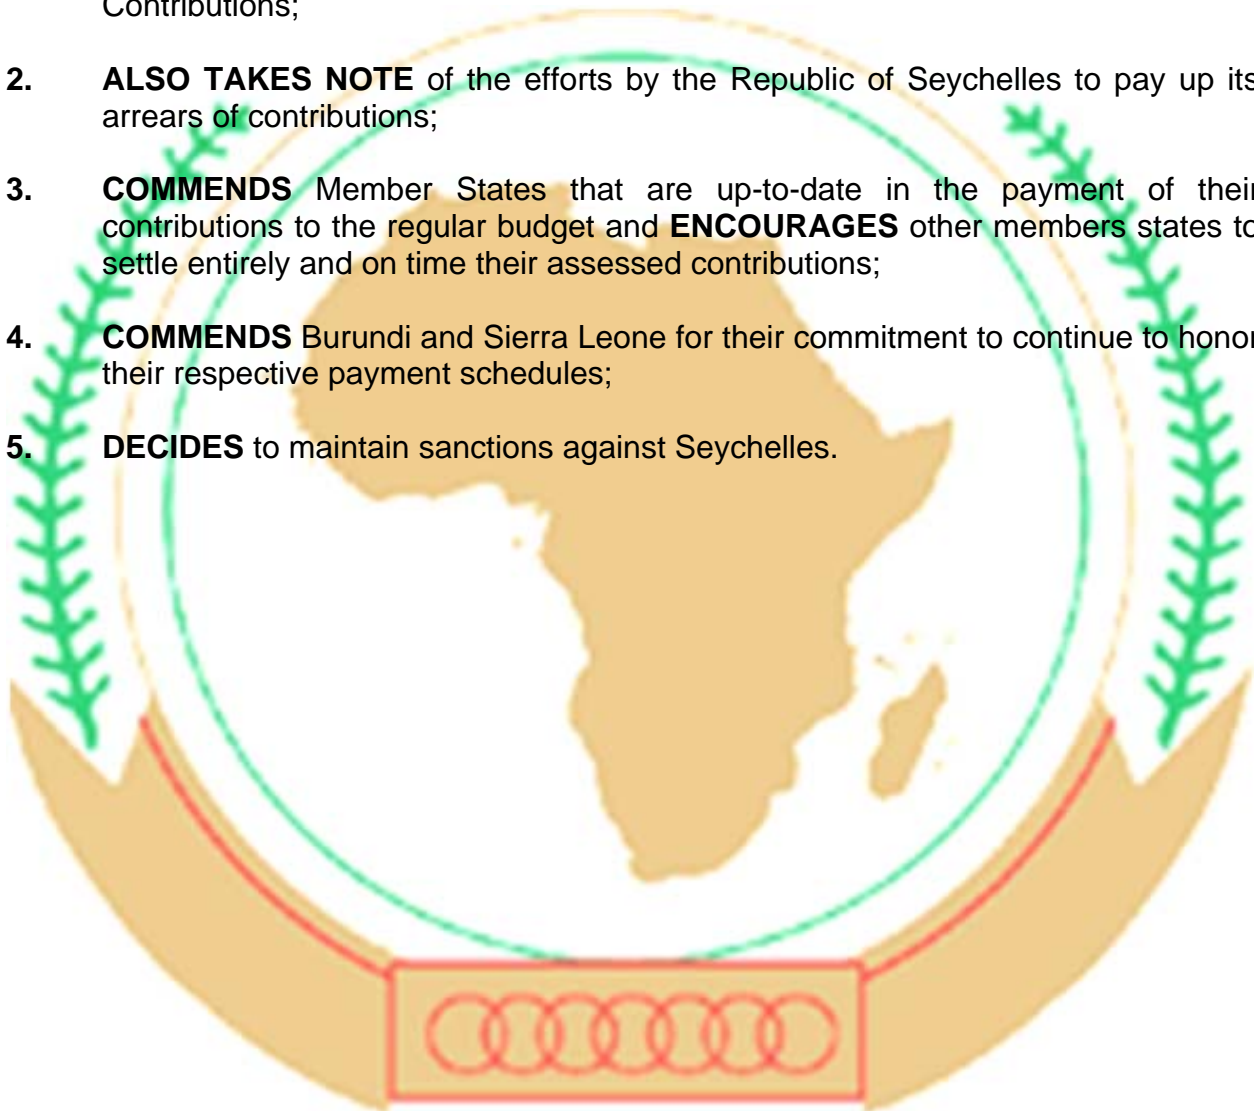 Contributions;
2. ALSO TAKES NOTE of the efforts by the Republic of Seychelles to pay up its
arrears of contributions;
3. COMMENDS Member States that are up-to-date in the payment of their
contributions to the regular budget and ENCOURAGES other members states to
settle entirely and on time their assessed contributions;
4. COMMENDS Burundi and Sierra Leone for their commitment to continue to honor
their respective payment schedules;
5. DECIDES to maintain sanctions against Seychelles.